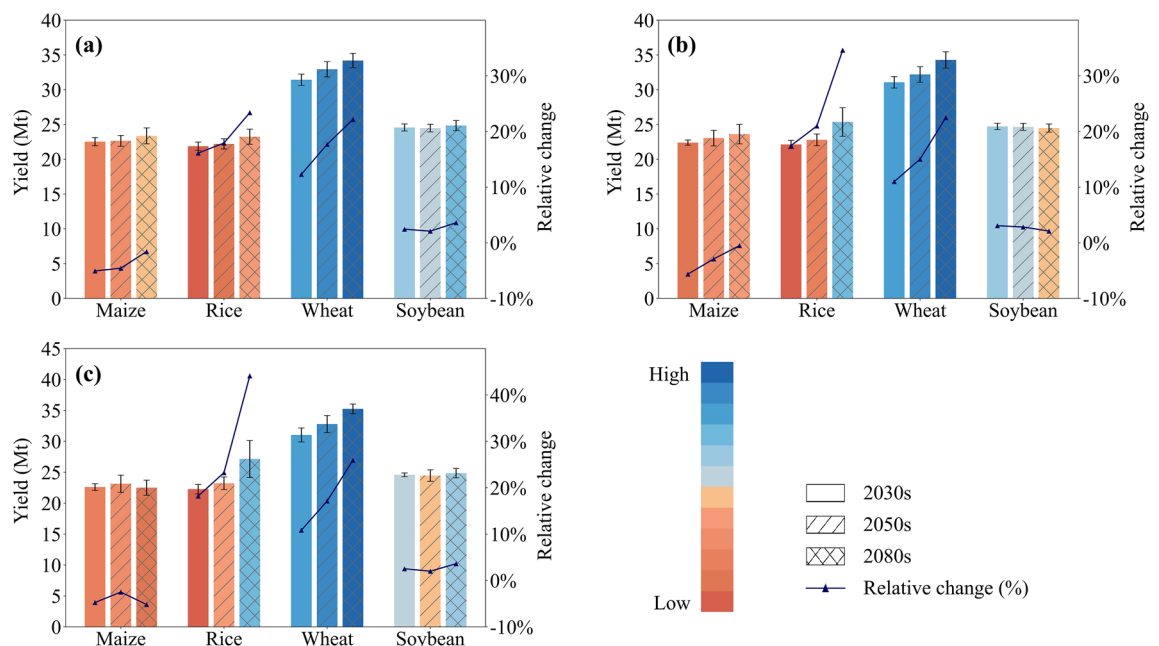 (a)
Yield (Mt)
40
35
30
25
20
15
10
5
0
30%
20%
10%
0%
-10%
Relative change
Maize Rice Wheat Soybean
(b)
Yield (Mt)
40
35
30
25
20
15
10
5
0
30%
20%
10%
0%
-10%
Relative change
Maize Rice Wheat Soybean
(c)
Yield (Mt)
45
40
35
30
25
20
15
10
5
0
40%
30%
20%
10%
0%
-10%
Relative change
Maize Rice Wheat Soybean
High
Low
2030s
2050s
2080s
Relative change (%)